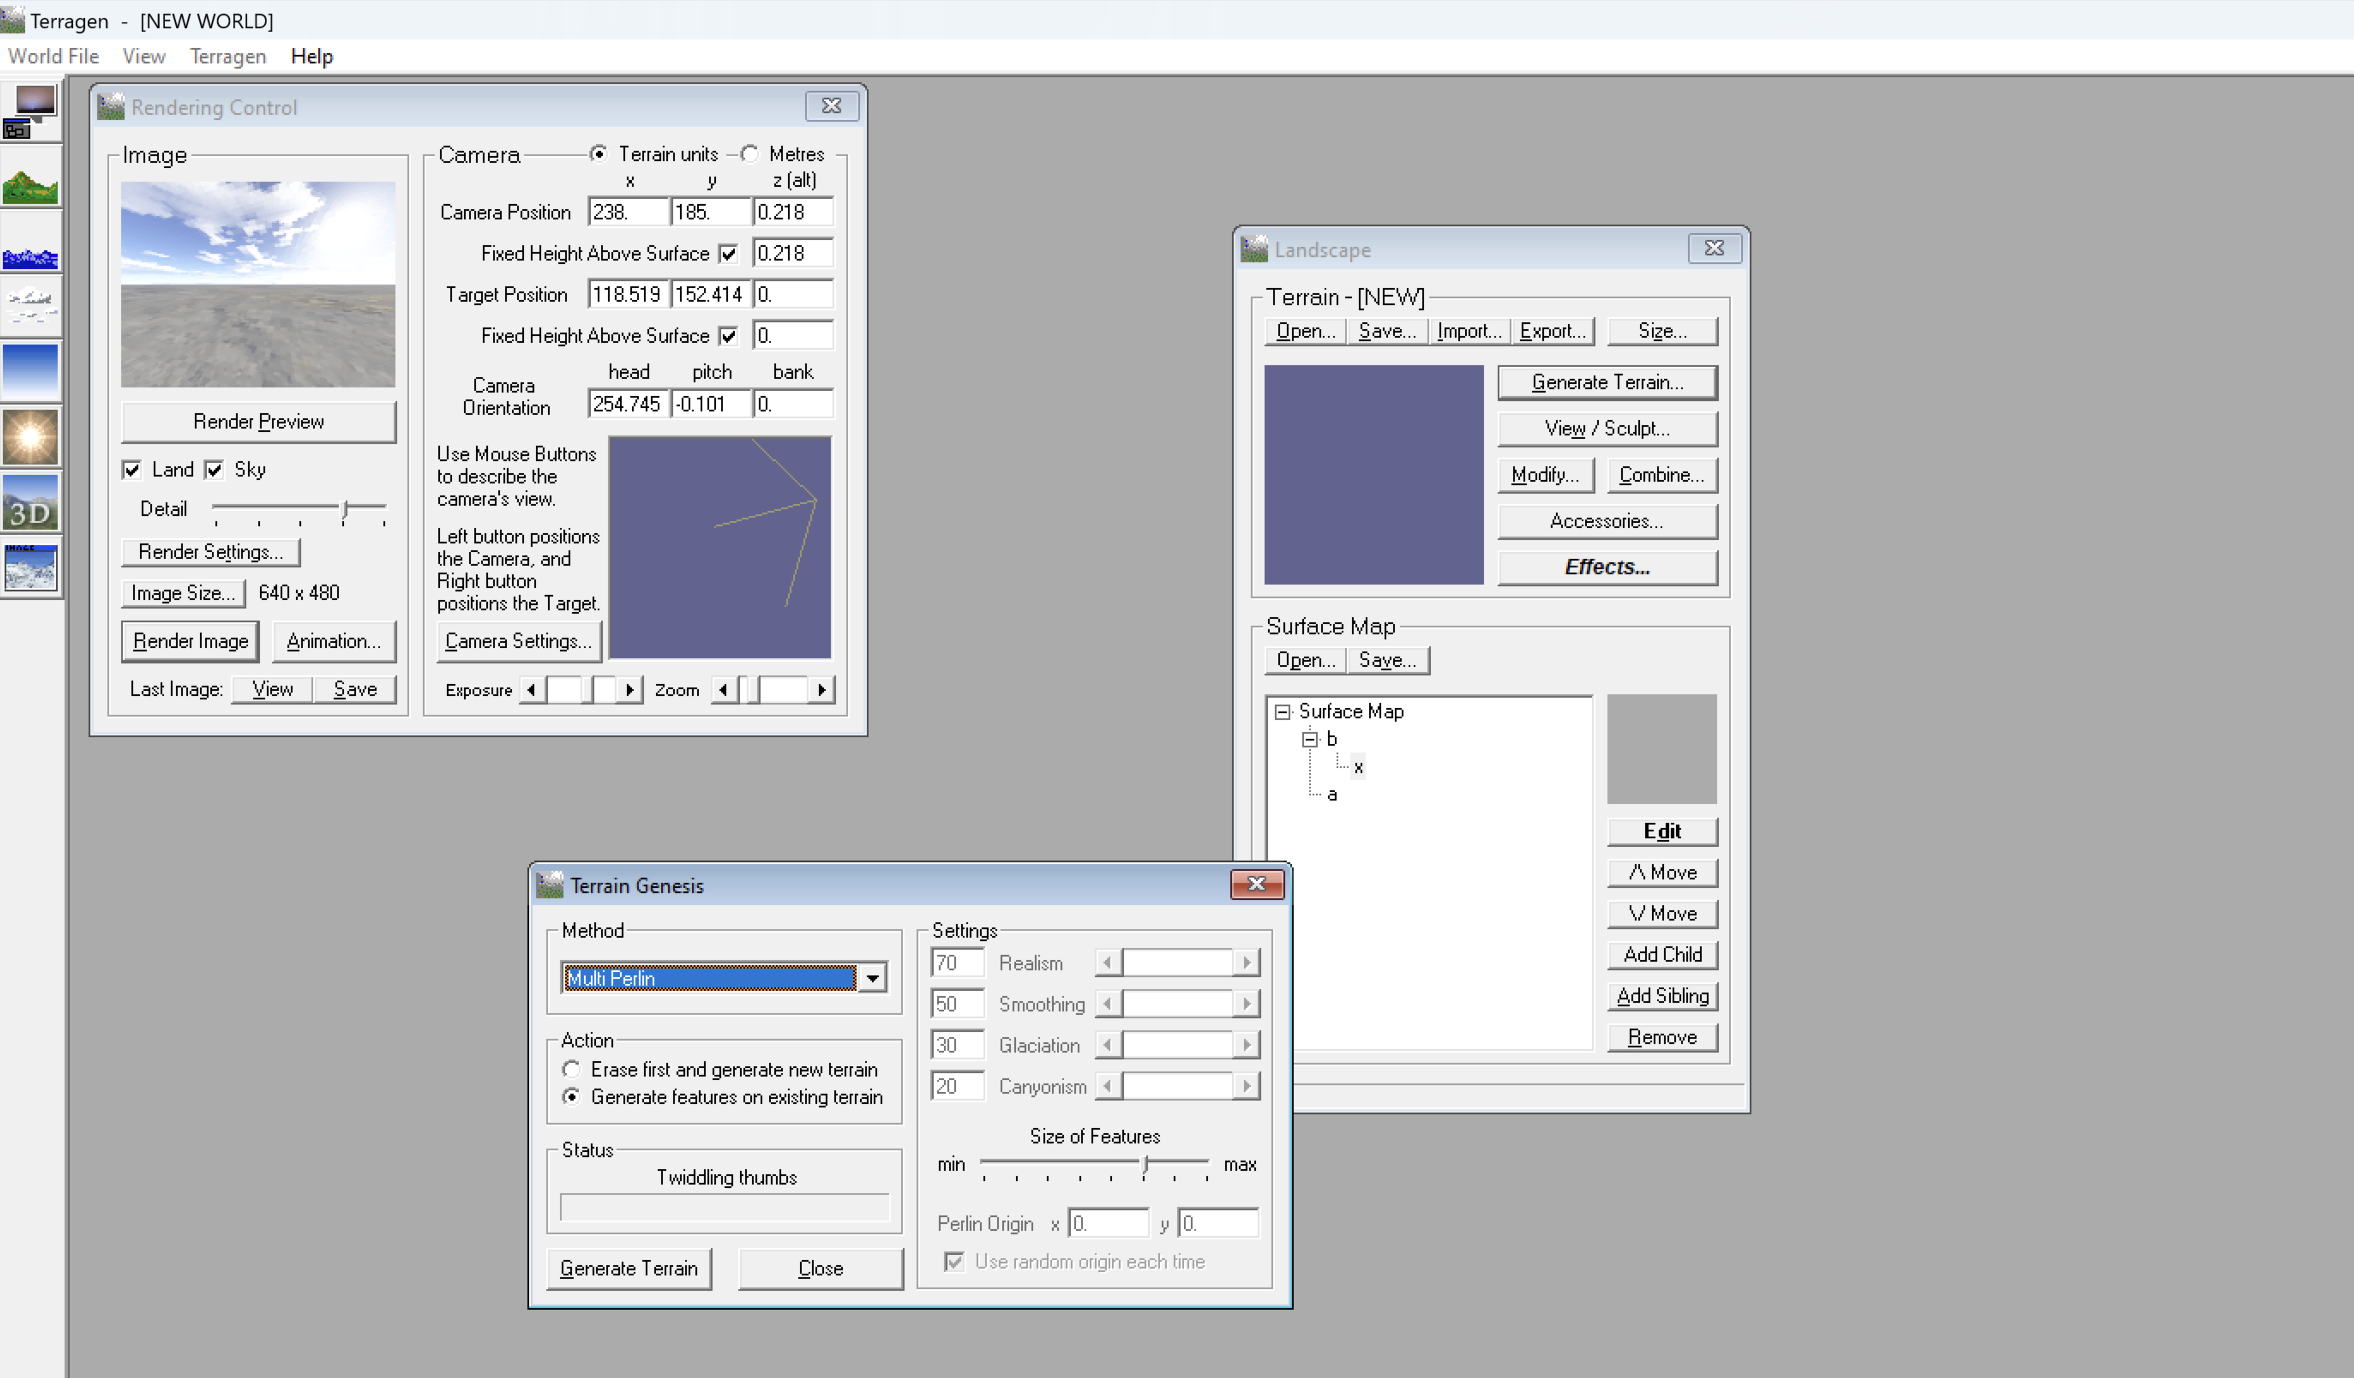 Terragen - [NEW WORLD]
World File View Terragen Help
Rendering Control
Image
Render Preview
Land Sky
Detail
Render Settings...
Image Size... 640 x 480
Render Image Animation...
Last Image: View Save
Camera Terrain units Metres
x y z (alt)
Camera Position 238. 185. 0.218
Fixed Height Above Surface 0.218
Target Position 118.519 152.414 0.
Fixed Height Above Surface 0.
head pitch bank
Camera Orientation 254.745 -0.101 0.
Use Mouse Buttons
to describe the
camera's view.
Left button positions
the Camera, and
Right button
positions the Target.
Camera Settings...
Exposure Zoom
3D
IMAGE
Landscape
Terrain - [NEW]
Open... Save... Import... Export... Size...
Generate Terrain...
View / Sculpt...
Modify... Combine...
Accessories...
Effects...
Surface Map
Open... Save...
Surface Map
b
x
a
Edit
/\ Move
\/ Move
Add Child
Add Sibling
Remove
Terrain Genesis
Method
Multi Perlin
Action
Erase first and generate new terrain
Generate features on existing terrain
Status
Twiddling thumbs
Generate Terrain Close
Settings
70 Realism
50 Smoothing
30 Glaciation
20 Canyonism
Size of Features
min max
Perlin Origin x 0. y 0.
Use random origin each time